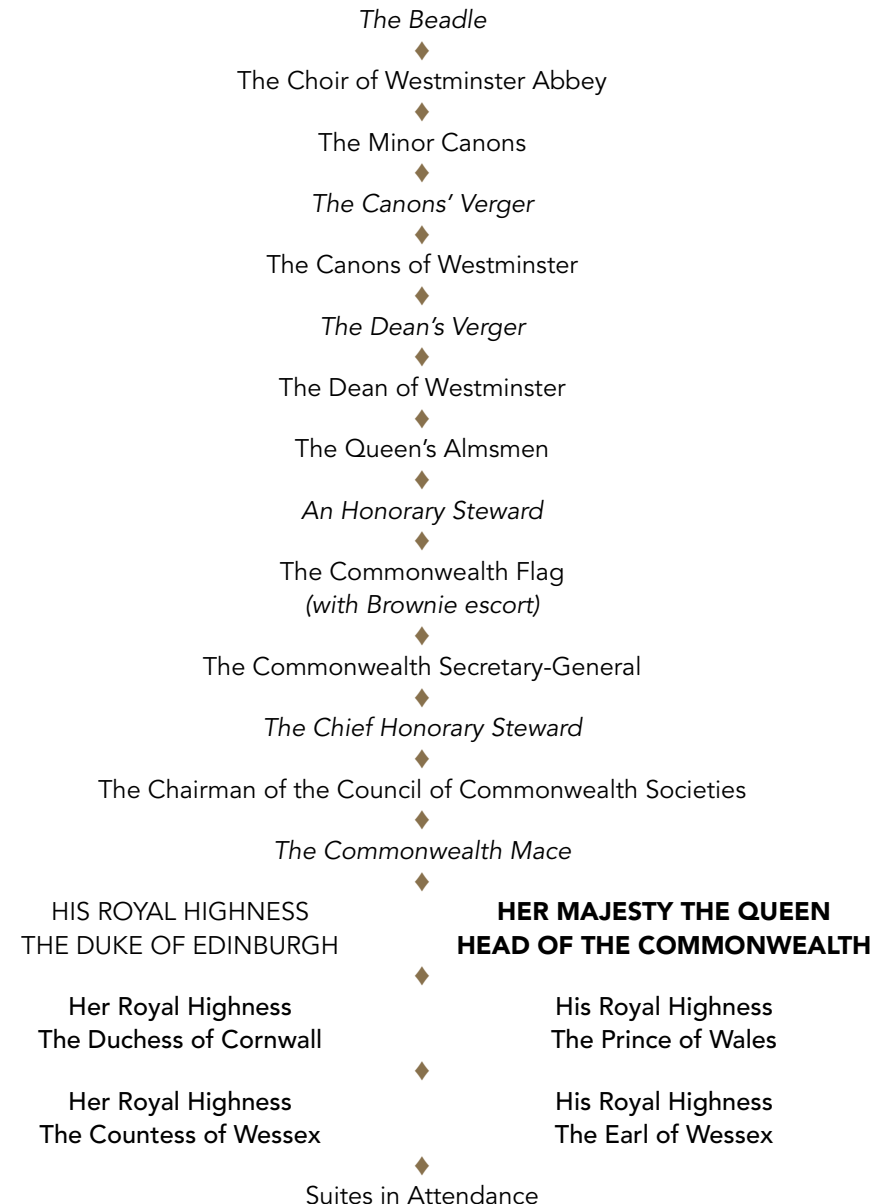 The Beadle
The Choir of Westminster Abbey
The Minor Canons
The Canons’ Verger
The Canons of Westminster
The Dean’s Verger
The Dean of Westminster
The Queen’s Almsmen
An Honorary Steward
The Commonwealth Flag
(with Brownie escort)
The Commonwealth Secretary-General
The Chief Honorary Steward
The Chairman of the Council of Commonwealth Societies
The Commonwealth Mace
HIS ROYAL HIGHNESS
THE DUKE OF EDINBURGH
HER MAJESTY THE QUEEN
HEAD OF THE COMMONWEALTH
Her Royal Highness
The Duchess of Cornwall
His Royal Highness
The Prince of Wales
Her Royal Highness
The Countess of Wessex
His Royal Highness
The Earl of Wessex
Suites in Attendance